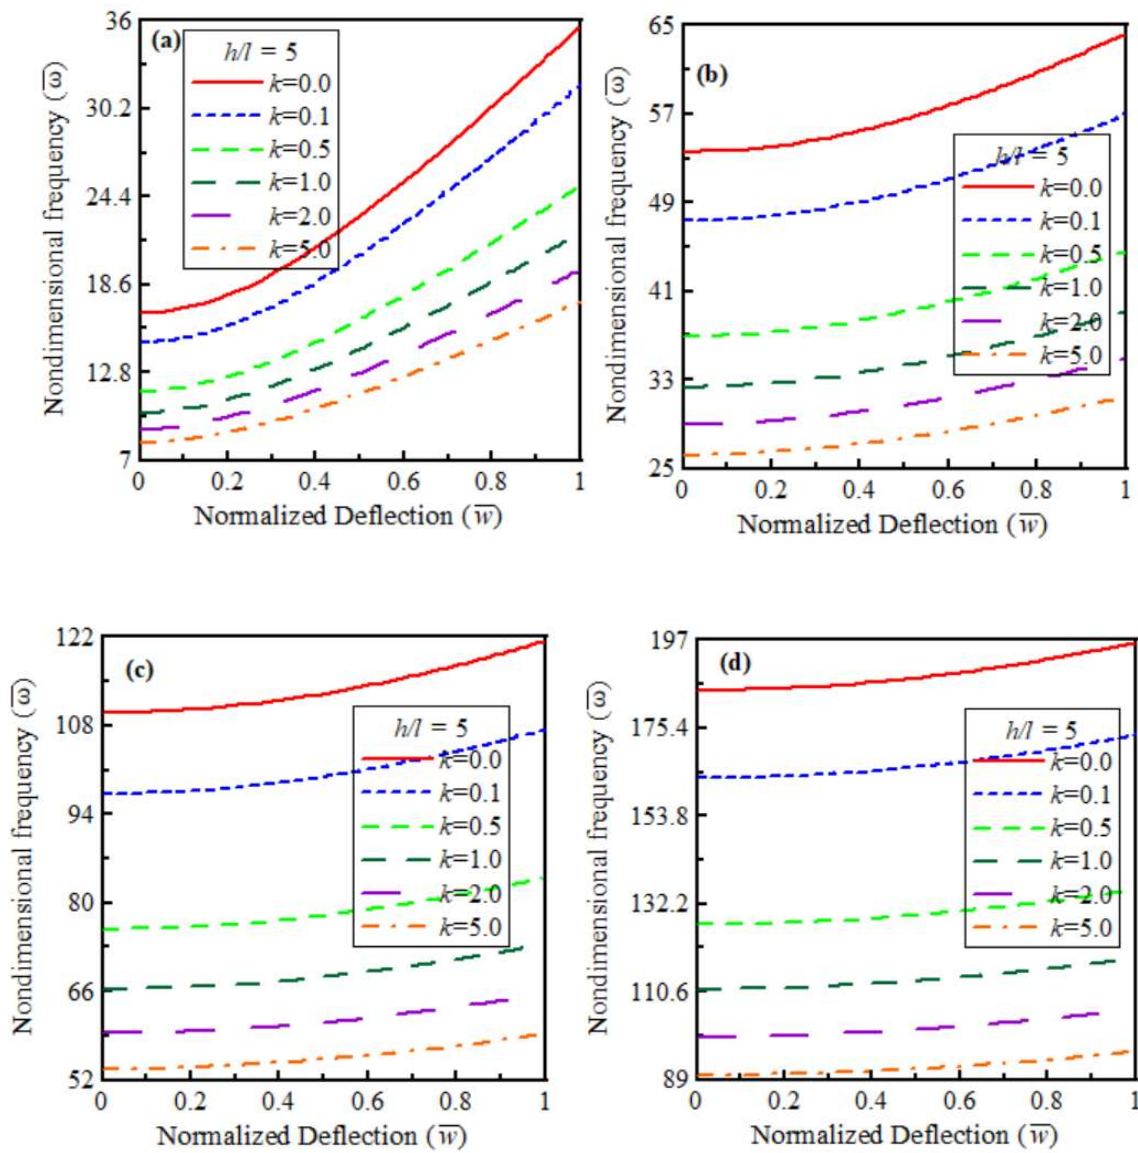 (a)
h/l = 5
k=0.0
k=0.1
k=0.5
k=1.0
k=2.0
k=5.0
36
30.2
24.4
18.6
12.8
7
0 0.2 0.4 0.6 0.8 1
Nondimensional frequency (ω̅)
Normalized Deflection (w̅)
(b)
h/l = 5
k=0.0
k=0.1
k=0.5
k=1.0
k=2.0
k=5.0
65
57
49
41
33
25
0 0.2 0.4 0.6 0.8 1
Nondimensional frequency (ω̅)
Normalized Deflection (w̅)
(c)
h/l = 5
k=0.0
k=0.1
k=0.5
k=1.0
k=2.0
k=5.0
122
108
94
80
66
52
0 0.2 0.4 0.6 0.8 1
Nondimensional frequency (ω̅)
Normalized Deflection (w̅)
(d)
h/l = 5
k=0.0
k=0.1
k=0.5
k=1.0
k=2.0
k=5.0
197
175.4
153.8
132.2
110.6
89
0 0.2 0.4 0.6 0.8 1
Nondimensional frequency (ω̅)
Normalized Deflection (w̅)